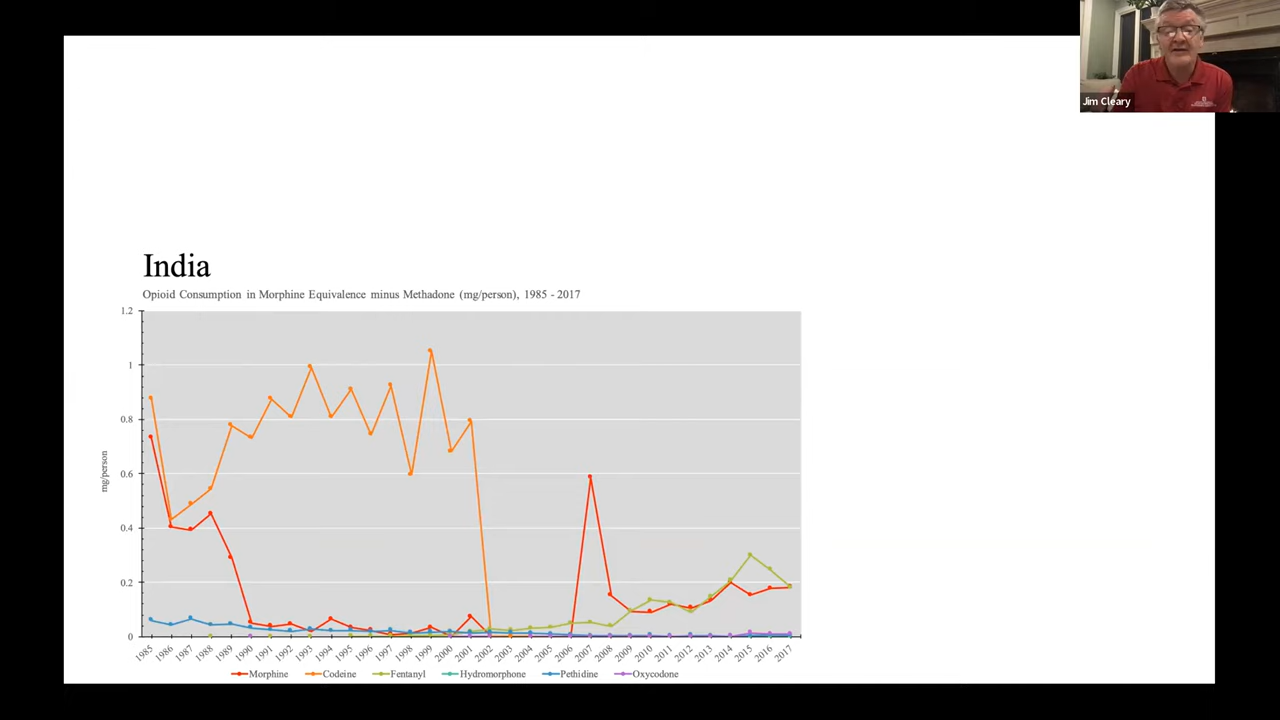 Jim Cleary
India
Opioid Consumption in Morphine Equivalence minus Methadone (mg/person), 1985 - 2017
1.2
1
0.8
0.6
0.4
0.2
0
mg/person
1985 1986 1987 1988 1989 1990 1991 1992 1993 1994 1995 1996 1997 1998 1999 2000 2001 2002 2003 2004 2005 2006 2007 2008 2009 2010 2011 2012 2013 2014 2015 2016 2017
Morphine Codeine Fentanyl Hydromorphone Pethidine Oxycodone